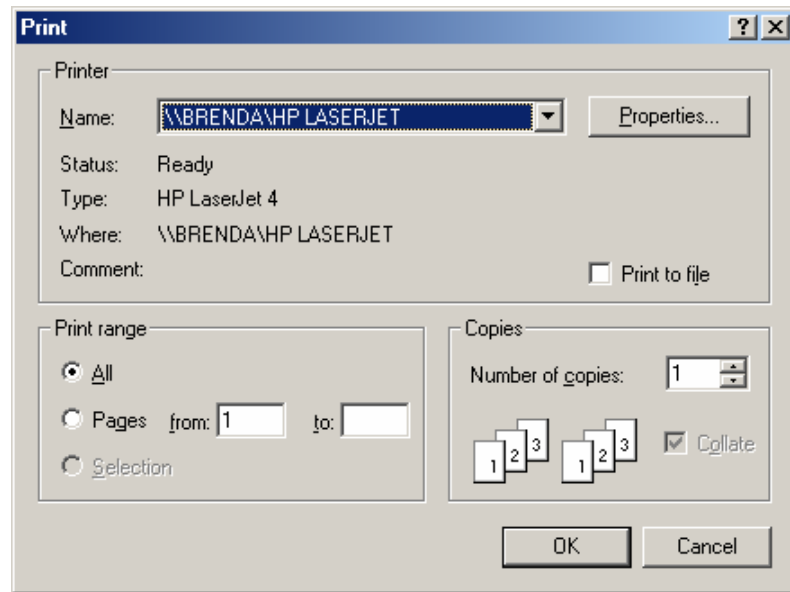 Print
Printer
Name: \\BRENDA\HP LASERJET Properties...
Status: Ready
Type: HP LaserJet 4
Where: \\BRENDA\HP LASERJET
Comment: Print to file
Print range
All
Pages from: 1 to:
Selection
Copies
Number of copies: 1
1 2 3 1 2 3 Collate
OK Cancel